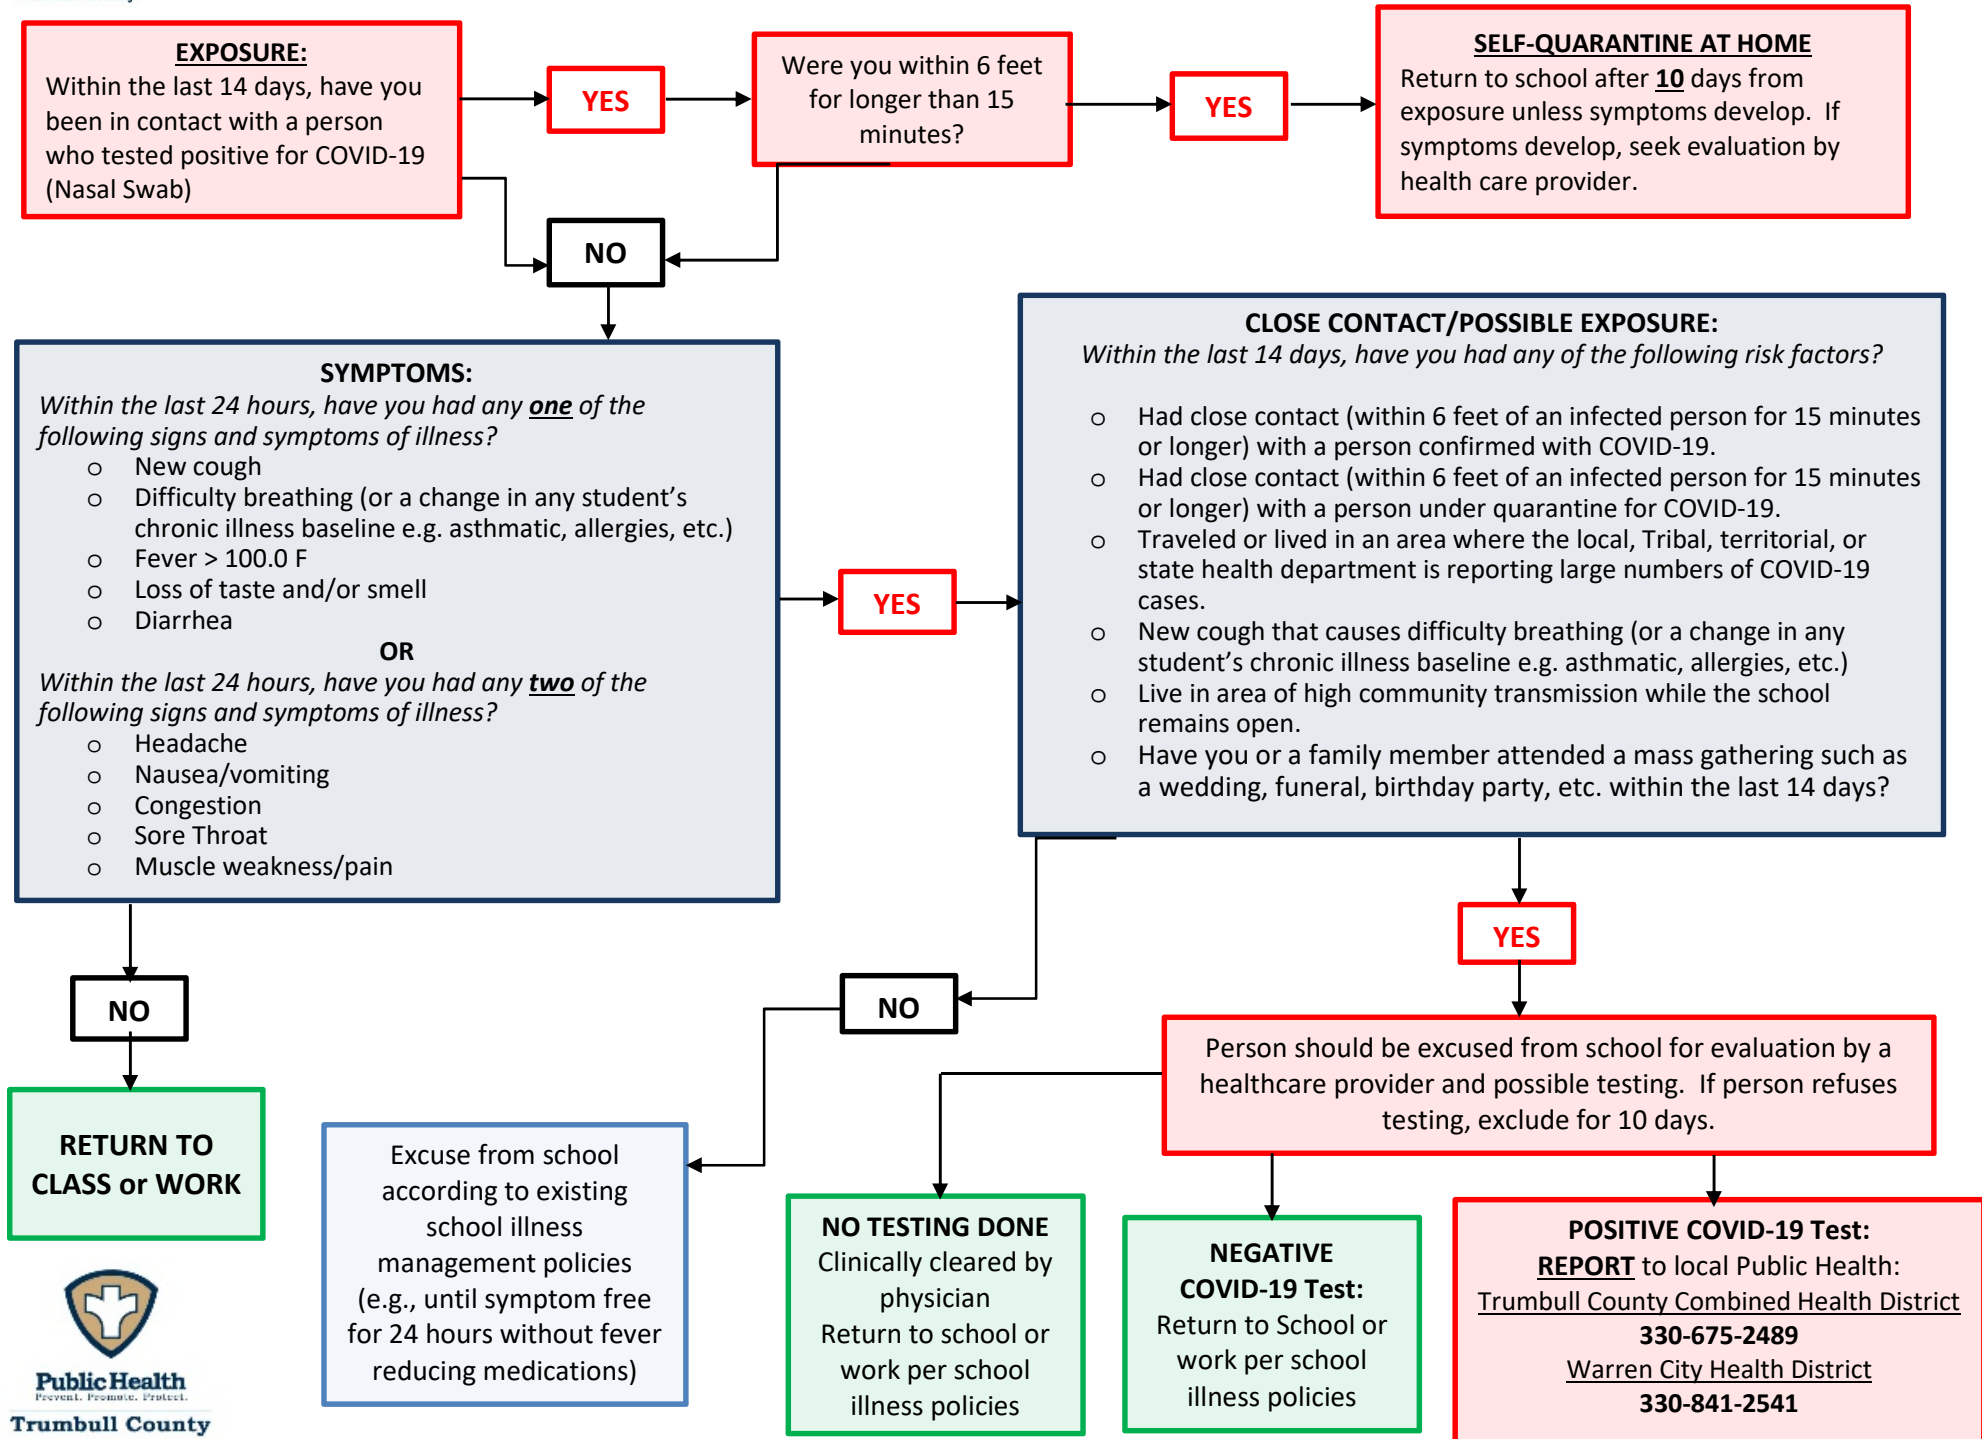 EXPOSURE:
Within the last 14 days, have you
been in contact with a person
who tested positive for COVID-19
(Nasal Swab)
YES
Were you within 6 feet
for longer than 15
minutes?
YES
SELF-QUARANTINE AT HOME
Return to school after 10 days from
exposure unless symptoms develop.  If
symptoms develop, seek evaluation by
health care provider.
NO
SYMPTOMS:
Within the last 24 hours, have you had any one of the
following signs and symptoms of illness?
o New cough
o Difficulty breathing (or a change in any student’s
chronic illness baseline e.g. asthmatic, allergies, etc.)
o Fever > 100.0 F
o Loss of taste and/or smell
o Diarrhea
OR
Within the last 24 hours, have you had any two of the
following signs and symptoms of illness?
o Headache
o Nausea/vomiting
o Congestion
o Sore Throat
o Muscle weakness/pain
YES
CLOSE CONTACT/POSSIBLE EXPOSURE:
Within the last 14 days, have you had any of the following risk factors?
o Had close contact (within 6 feet of an infected person for 15 minutes
or longer) with a person confirmed with COVID-19.
o Had close contact (within 6 feet of an infected person for 15 minutes
or longer) with a person under quarantine for COVID-19.
o Traveled or lived in an area where the local, Tribal, territorial, or
state health department is reporting large numbers of COVID-19
cases.
o New cough that causes difficulty breathing (or a change in any
student’s chronic illness baseline e.g. asthmatic, allergies, etc.)
o Live in area of high community transmission while the school
remains open.
o Have you or a family member attended a mass gathering such as
a wedding, funeral, birthday party, etc. within the last 14 days?
YES
NO
NO
RETURN TO
CLASS or WORK
Excuse from school
according to existing
school illness
management policies
(e.g., until symptom free
for 24 hours without fever
reducing medications)
Person should be excused from school for evaluation by a
healthcare provider and possible testing.  If person refuses
testing, exclude for 10 days.
NO TESTING DONE
Clinically cleared by
physician
Return to school or
work per school
illness policies
NEGATIVE
COVID-19 Test:
Return to School or
work per school
illness policies
POSITIVE COVID-19 Test:
REPORT to local Public Health:
Trumbull County Combined Health District
330-675-2489
Warren City Health District
330-841-2541
Public Health
Prevent. Promote. Protect.
Trumbull County